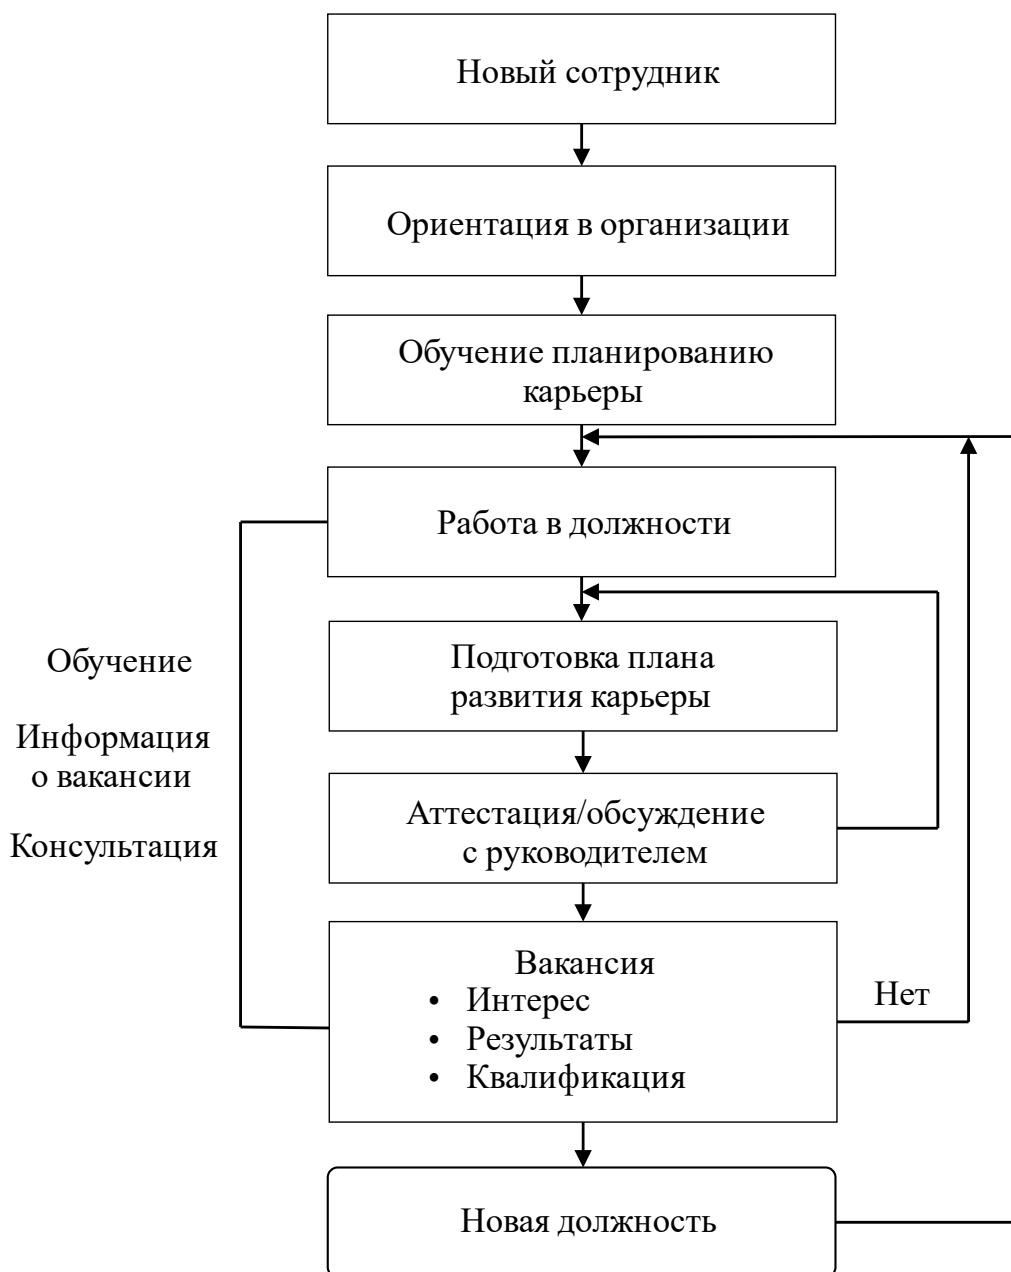 Новый сотрудник
Ориентация в организации
Обучение планированию
карьеры
Работа в должности
Подготовка плана
развития карьеры
Обучение
Информация
о вакансии
Консультация
Аттестация/обсуждение
с руководителем
Вакансия
• Интерес
• Результаты
• Квалификация
Нет
Новая должность